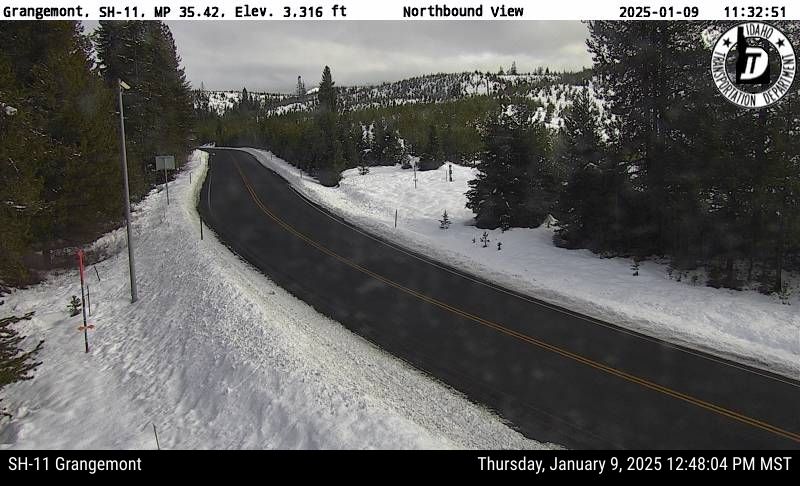 Grangemont, SH-11, MP 35.42, Elev. 3,316 ft Northbound View 2025-01-09 11:32:51
IDAHO
TRANSPORTATION DEPARTMENT
SH-11 Grangemont Thursday, January 9, 2025 12:48:04 PM MST